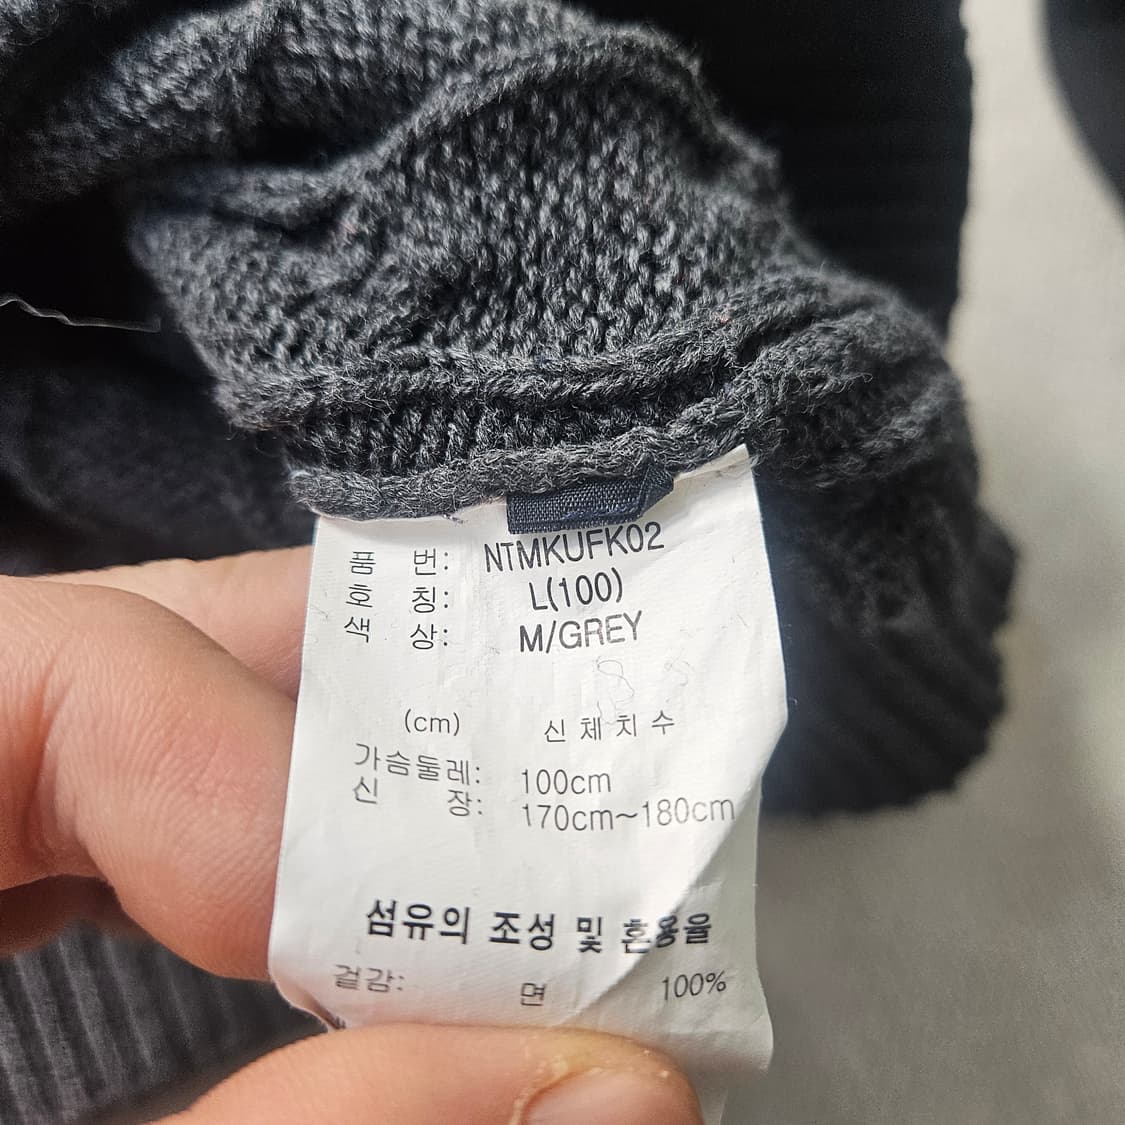 품 번: NTMKUFK02
호 칭: L(100)
색 상: M/GREY
(cm) 신체치수
가슴둘레: 100cm
신 장: 170cm~180cm
섬유의 조성 및 혼용율
겉감: 면 100%